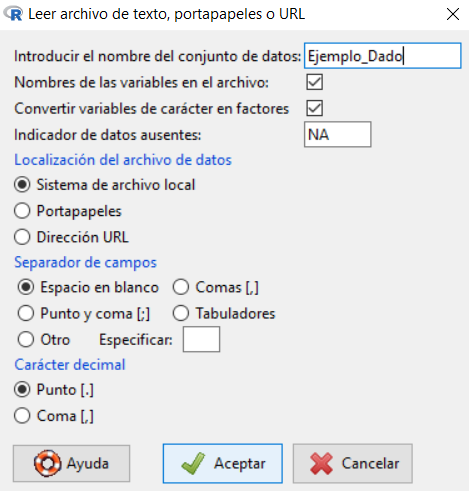 Leer archivo de texto, portapapeles o URL
Introducir el nombre del conjunto de datos: Ejemplo_Dado
Nombres de las variables en el archivo:
Convertir variables de carácter en factores
Indicador de datos ausentes: NA
Localización del archivo de datos
Sistema de archivo local
Portapapeles
Dirección URL
Separador de campos
Espacio en blanco Comas [,]
Punto y coma [;] Tabuladores
Otro Especificar:
Carácter decimal
Punto [.]
Coma [,]
Ayuda Aceptar Cancelar